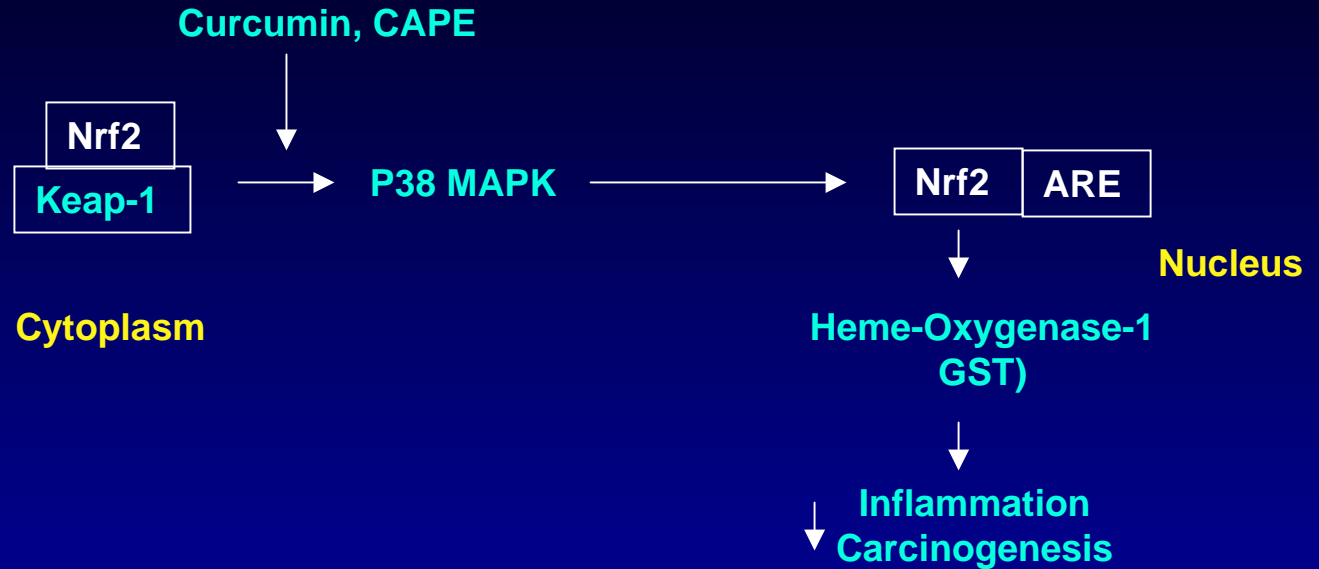 Curcumin, CAPE
Nrf2
Keap-1
P38 MAPK
Nrf2
ARE
Nucleus
Cytoplasm
Heme-Oxygenase-1
GST)
Inflammation
Carcinogenesis